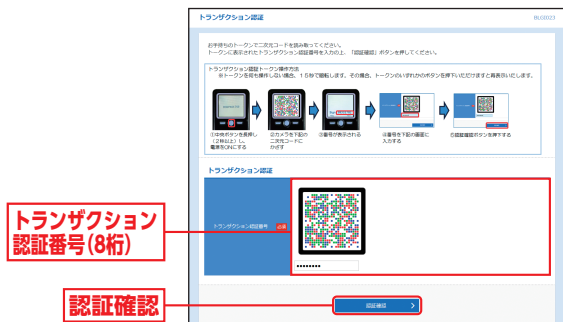 トランザクション認証
BLGI023
お手持ちのトークンで二次元コードを読み取ってください。
トークンに表示されたトランザクション認証番号を入力の上、「認証確認」ボタンを押してください。
トランザクション認証トークン操作方法
※トークンを何も操作しない場合、15秒で暗転します。その場合、トークンのいずれかのボタンを押下いただけますと再表示いたします。
①中央ボタンを長押し
(2秒以上)し、
電源をONにする
②カメラを下記の
二次元コードに
かざす
③番号が表示される
④番号を下記の画面に
入力する
⑤認証確認ボタンを押下する
トランザクション認証
トランザクション
認証番号(8桁)
トランザクション認証番号 必須
認証確認
認証確認